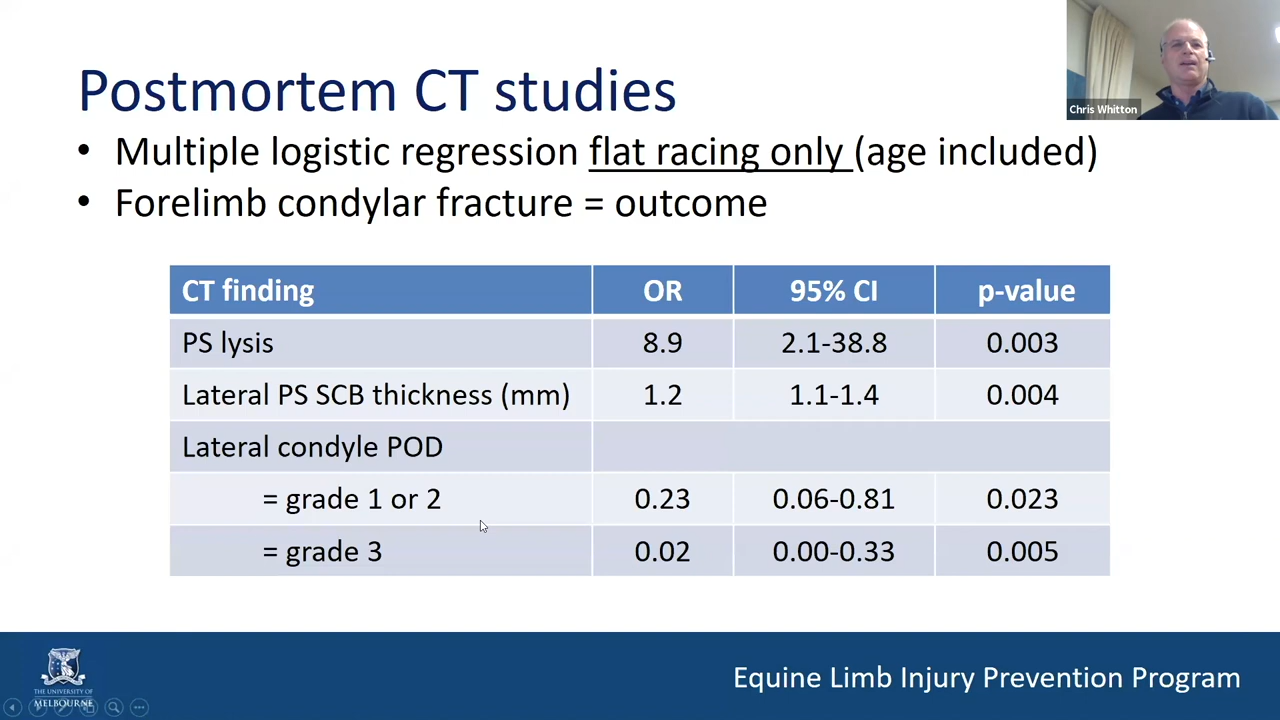 Postmortem CT studies
Chris Whitton
• Multiple logistic regression flat racing only (age included)
• Forelimb condylar fracture = outcome
CT finding OR 95% CI p-value
PS lysis 8.9 2.1-38.8 0.003
Lateral PS SCB thickness (mm) 1.2 1.1-1.4 0.004
Lateral condyle POD
= grade 1 or 2 0.23 0.06-0.81 0.023
= grade 3 0.02 0.00-0.33 0.005
THE UNIVERSITY OF
MELBOURNE
Equine Limb Injury Prevention Program